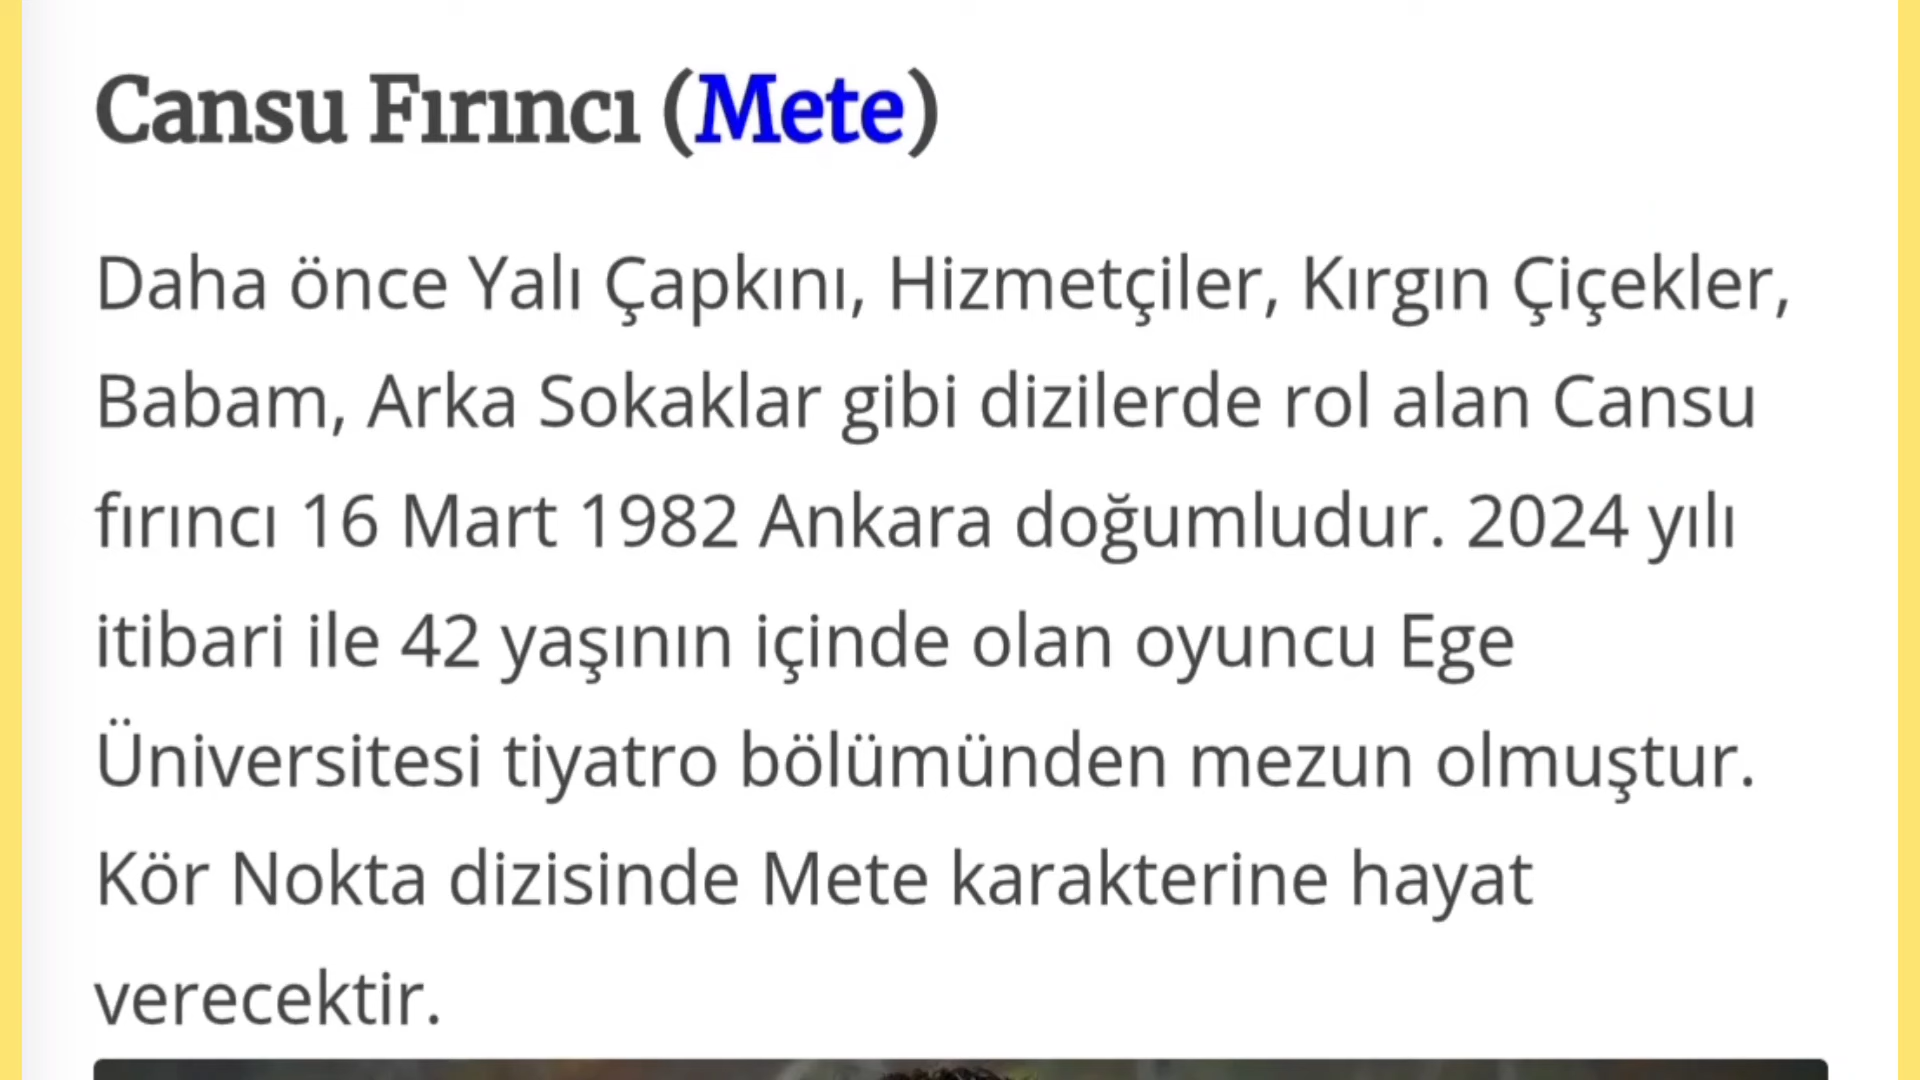 Cansu Fırıncı (Mete)
Daha önce Yalı Çapkını, Hizmetçiler, Kırgın Çiçekler,
Babam, Arka Sokaklar gibi dizilerde rol alan Cansu
fırıncı 16 Mart 1982 Ankara doğumludur. 2024 yılı
itibari ile 42 yaşının içinde olan oyuncu Ege
Üniversitesi tiyatro bölümünden mezun olmuştur.
Kör Nokta dizisinde Mete karakterine hayat
verecektir.